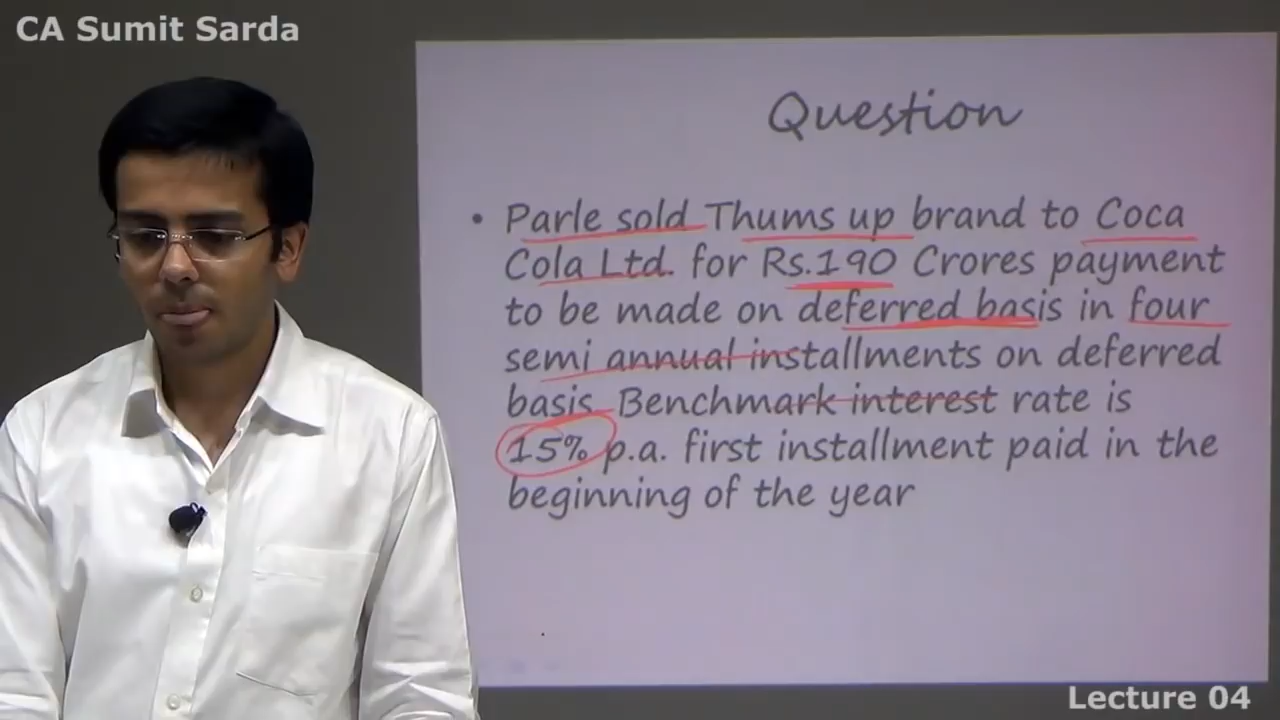 CA Sumit Sarda
Question
• Parle sold Thums up brand to Coca
Cola Ltd. for Rs.190 Crores payment
to be made on deferred basis in four
semi annual installments on deferred
basis. Benchmark interest rate is
15% p.a. first installment paid in the
beginning of the year
Lecture 04